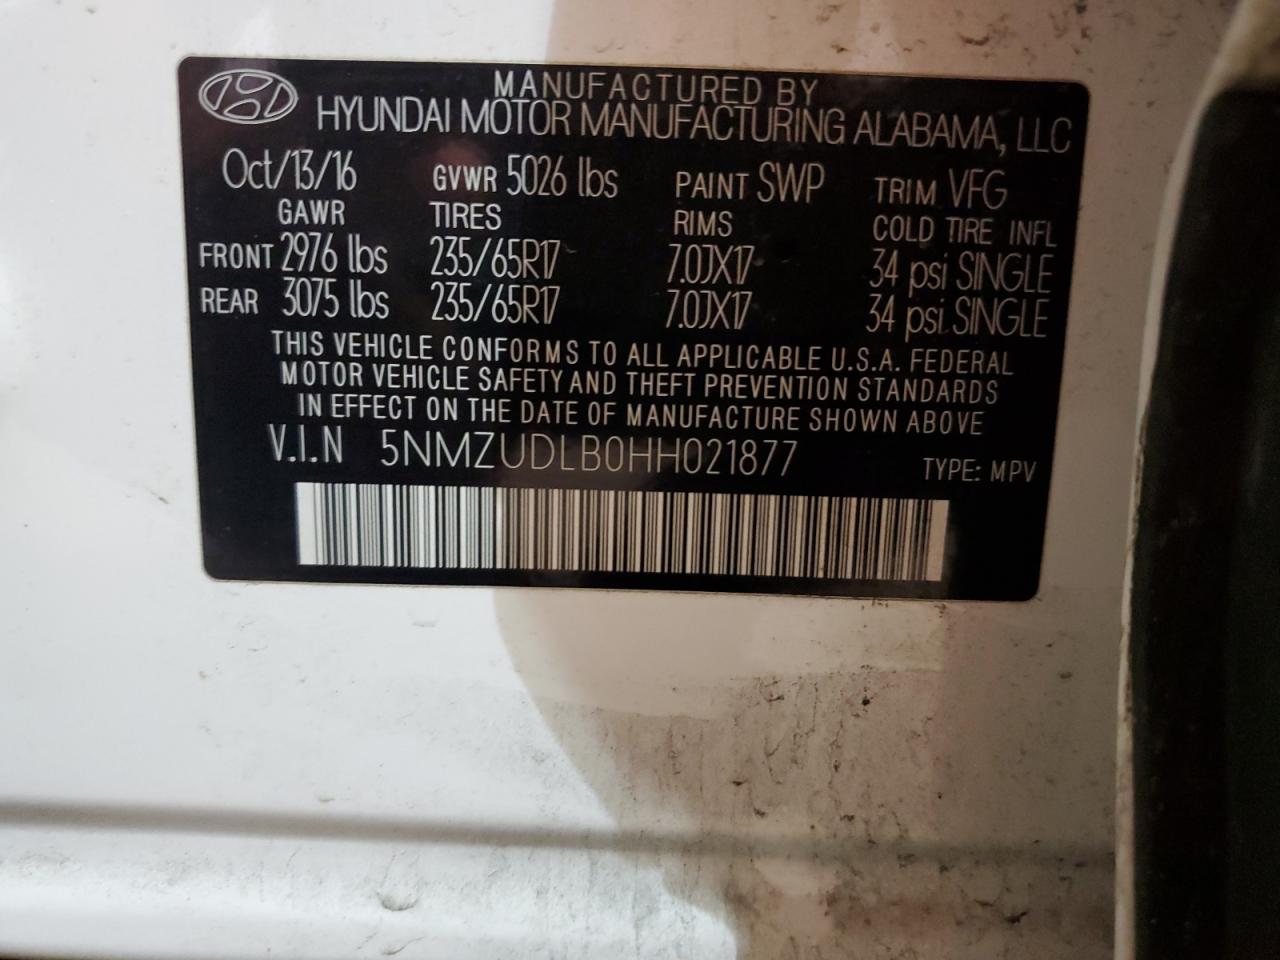 MANUFACTURED BY
HYUNDAI MOTOR MANUFACTURING ALABAMA, LLC
Oct/13/16 GVWR 5026 lbs PAINT SWP TRIM VFG
GAWR TIRES RIMS COLD TIRE INFL
FRONT 2976 lbs 235/65R17 7.0JX17 34 psi SINGLE
REAR 3075 lbs 235/65R17 7.0JX17 34 psi SINGLE
THIS VEHICLE CONFORMS TO ALL APPLICABLE U.S.A. FEDERAL
MOTOR VEHICLE SAFETY AND THEFT PREVENTION STANDARDS
IN EFFECT ON THE DATE OF MANUFACTURE SHOWN ABOVE
V.I.N 5NMZUDLB0HH021877 TYPE: MPV